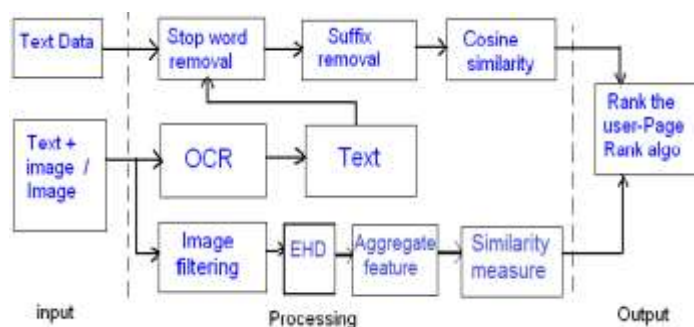 Text Data
Stop word
removal
Suffix
removal
Cosine
similarity
Rank the
user-Page
Rank algo
Text +
image /
Image
OCR
Text
Image
filtering
EHD
Aggregate
feature
Similarity
measure
input
Processing
Output